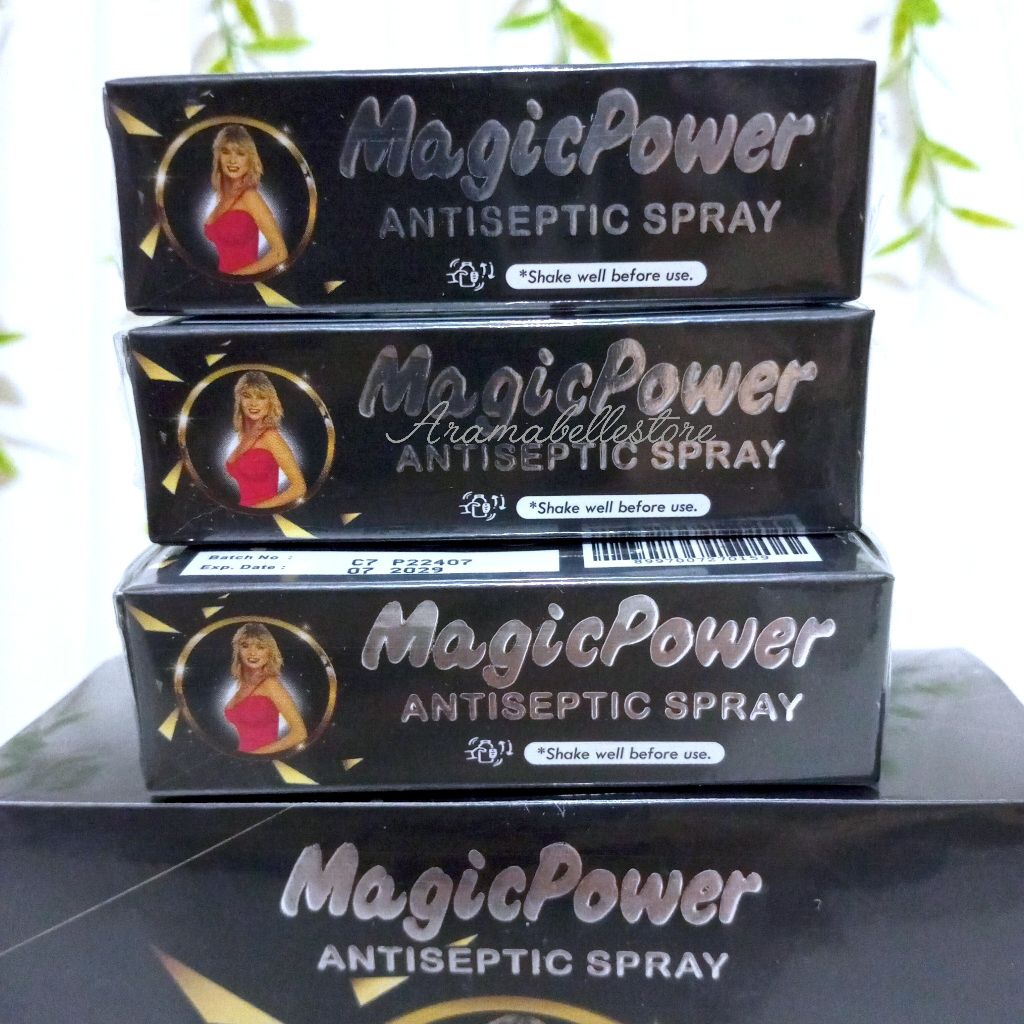 MagicPower
ANTISEPTIC SPRAY
*Shake well before use.
MagicPower
Aramabellestore
ANTISEPTIC SPRAY
*Shake well before use.
Batch No : C7 P22407
Exp. Date : 07 2029
8997007270159
MagicPower
ANTISEPTIC SPRAY
*Shake well before use.
MagicPower
ANTISEPTIC SPRAY